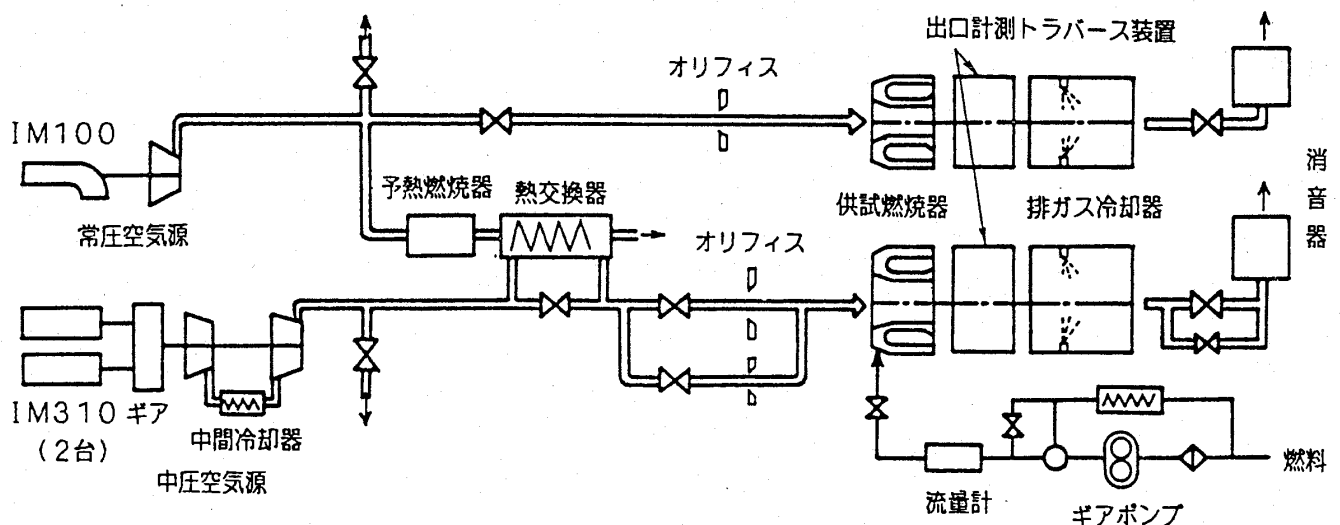 出口計測トラバース装置
オリフィス
IM100
予熱燃焼器
熱交換器
供試燃焼器
排ガス冷却器
消音器
常圧空気源
オリフィス
IM310 ギア
(2台)
中間冷却器
中圧空気源
流量計
ギアポンプ
燃料